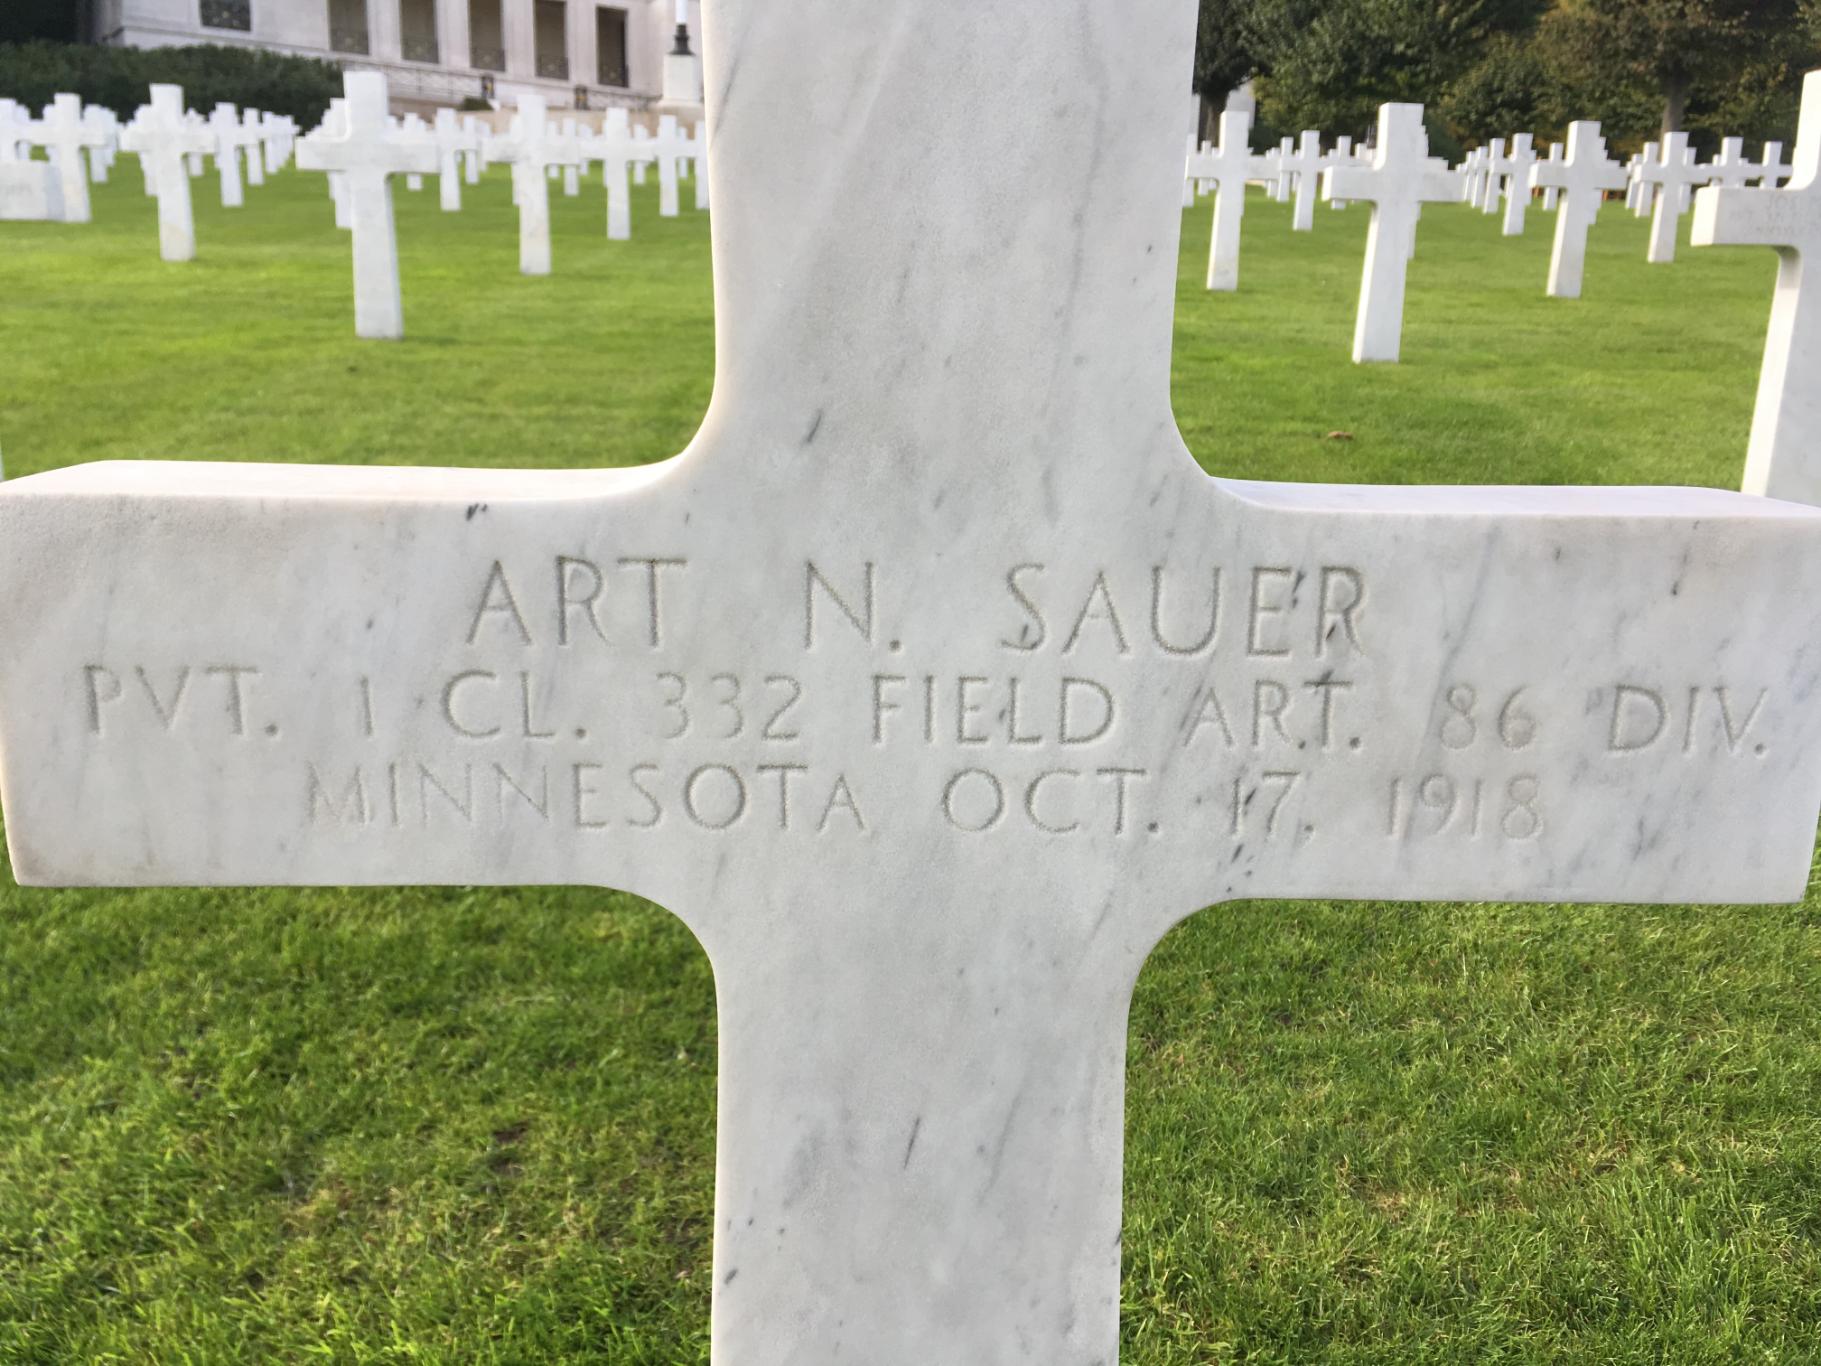 ART N. SAUER
PVT. 1 CL. 332 FIELD ART. 86 DIV.
MINNESOTA OCT. 17, 1918